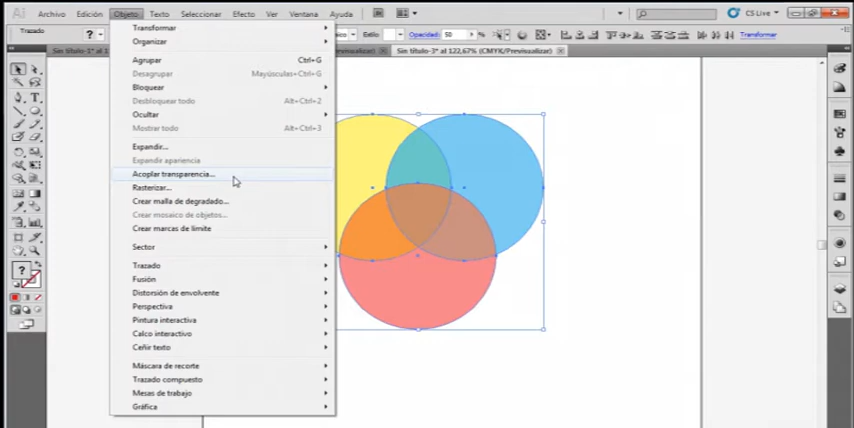 Ai Archivo Edición Objeto Texto Seleccionar Efecto Ver Ventana Ayuda Br CS Live
Trazado ? Estilo: Opacidad: 50 % Transformar
Sin título-3* al 122,67% (CMYK/Previsualizar)
Transformar
Organizar
Agrupar Ctrl+G
Desagrupar Mayúsculas+Ctrl+G
Bloquear
Desbloquear todo Alt+Ctrl+2
Ocultar
Mostrar todo Alt+Ctrl+3
Expandir...
Expandir apariencia
Acoplar transparencia...
Rasterizar...
Crear malla de degradado...
Crear mosaico de objetos...
Crear marcas de límite
Sector
Trazado
Fusión
Distorsión de envolvente
Perspectiva
Pintura interactiva
Calco interactivo
Ceñir texto
Máscara de recorte
Trazado compuesto
Mesas de trabajo
Gráfica